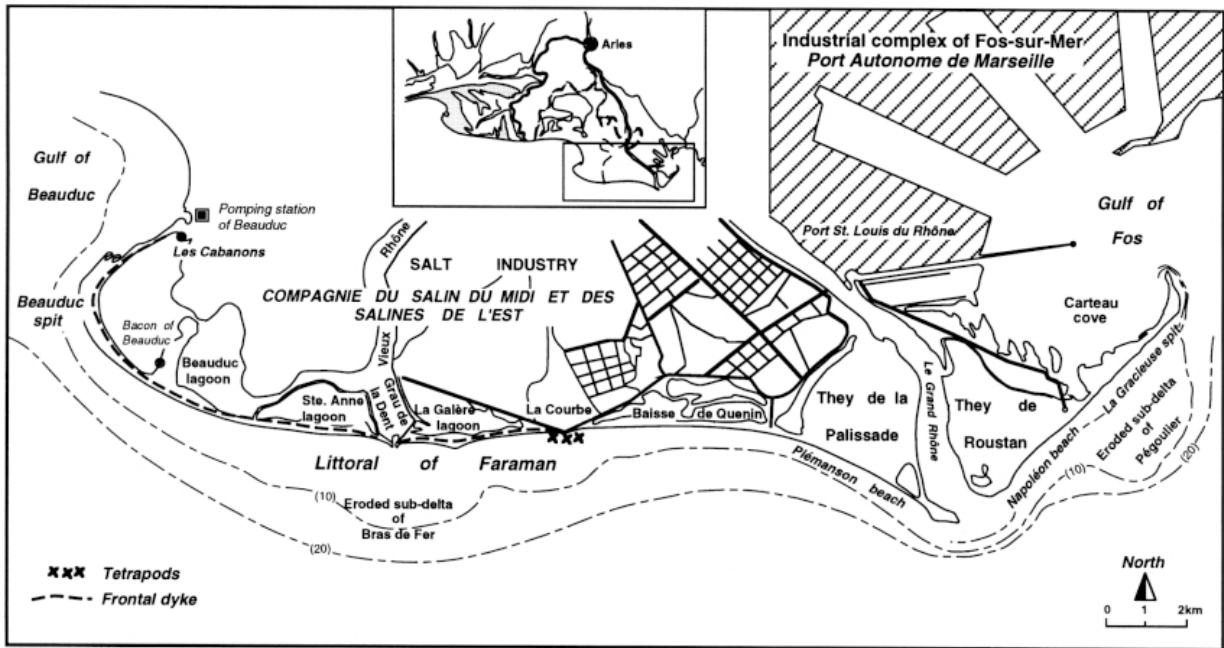 Arles
Industrial complex of Fos-sur-Mer
Port Autonome de Marseille
Gulf of
Beauduc
Pomping station
of Beauduc
Les Cabanons
Beauduc
spit
Bacon of
Beauduc
Beauduc
lagoon
Rhône
Vieux
SALT INDUSTRY
COMPAGNIE DU SALIN DU MIDI ET DES
SALINES DE L'EST
Port St. Louis du Rhône
Gulf of
Fos
Carteau
cove
Ste. Anne
lagoon
Grau de
la Dent
La Galère
lagoon
La Courbe
Baisse de Quenin
They de la
Palissade
Le Grand Rhône
They de
Roustan
La Gracieuse spit
Napoléon beach
Eroded sub-delta
of
Pégoulier
(10)
(20)
Piémanson beach
Littoral of Faraman
(10)
Eroded sub-delta
of
Bras de Fer
(20)
Tetrapods
Frontal dyke
North
0 1 2km